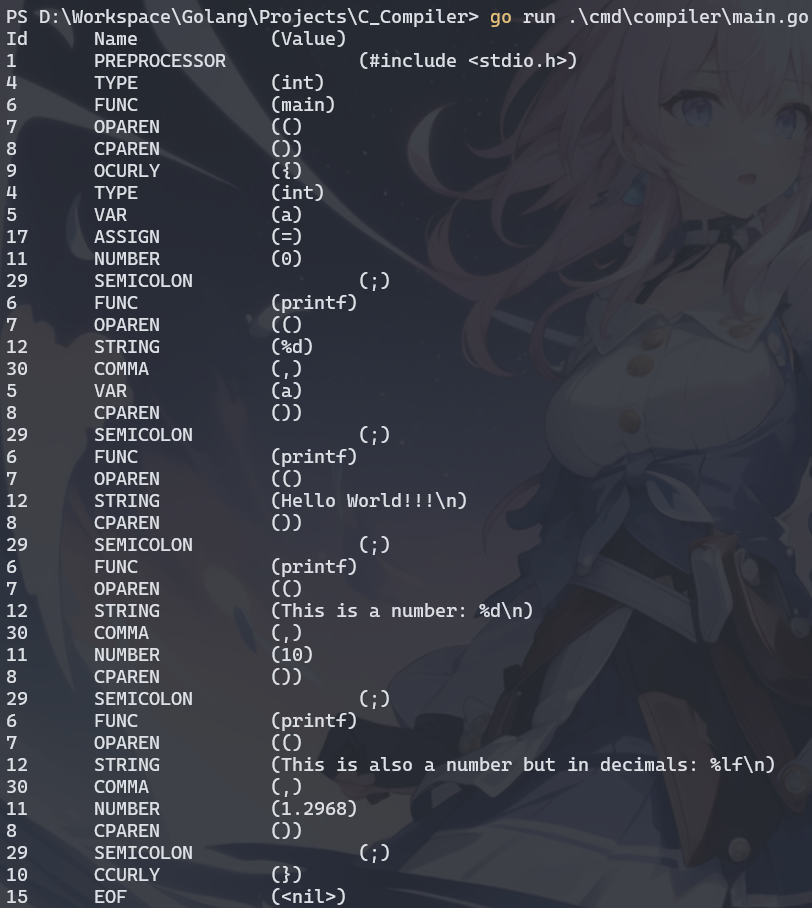 PS D:\Workspace\Golang\Projects\C_Compiler> go run .\cmd\compiler\main.go
Id Name (Value)
1 PREPROCESSOR (#include <stdio.h>)
4 TYPE (int)
6 FUNC (main)
7 OPAREN (()
8 CPAREN ())
9 OCURLY ({)
4 TYPE (int)
5 VAR (a)
17 ASSIGN (=)
11 NUMBER (0)
29 SEMICOLON (;)
6 FUNC (printf)
7 OPAREN (()
12 STRING (%d)
30 COMMA (,)
5 VAR (a)
8 CPAREN ())
29 SEMICOLON (;)
6 FUNC (printf)
7 OPAREN (()
12 STRING (Hello World!!!\n)
8 CPAREN ())
29 SEMICOLON (;)
6 FUNC (printf)
7 OPAREN (()
12 STRING (This is a number: %d\n)
30 COMMA (,)
11 NUMBER (10)
8 CPAREN ())
29 SEMICOLON (;)
6 FUNC (printf)
7 OPAREN (()
12 STRING (This is also a number but in decimals: %lf\n)
30 COMMA (,)
11 NUMBER (1.2968)
8 CPAREN ())
29 SEMICOLON (;)
10 CCURLY (})
15 EOF (<nil>)